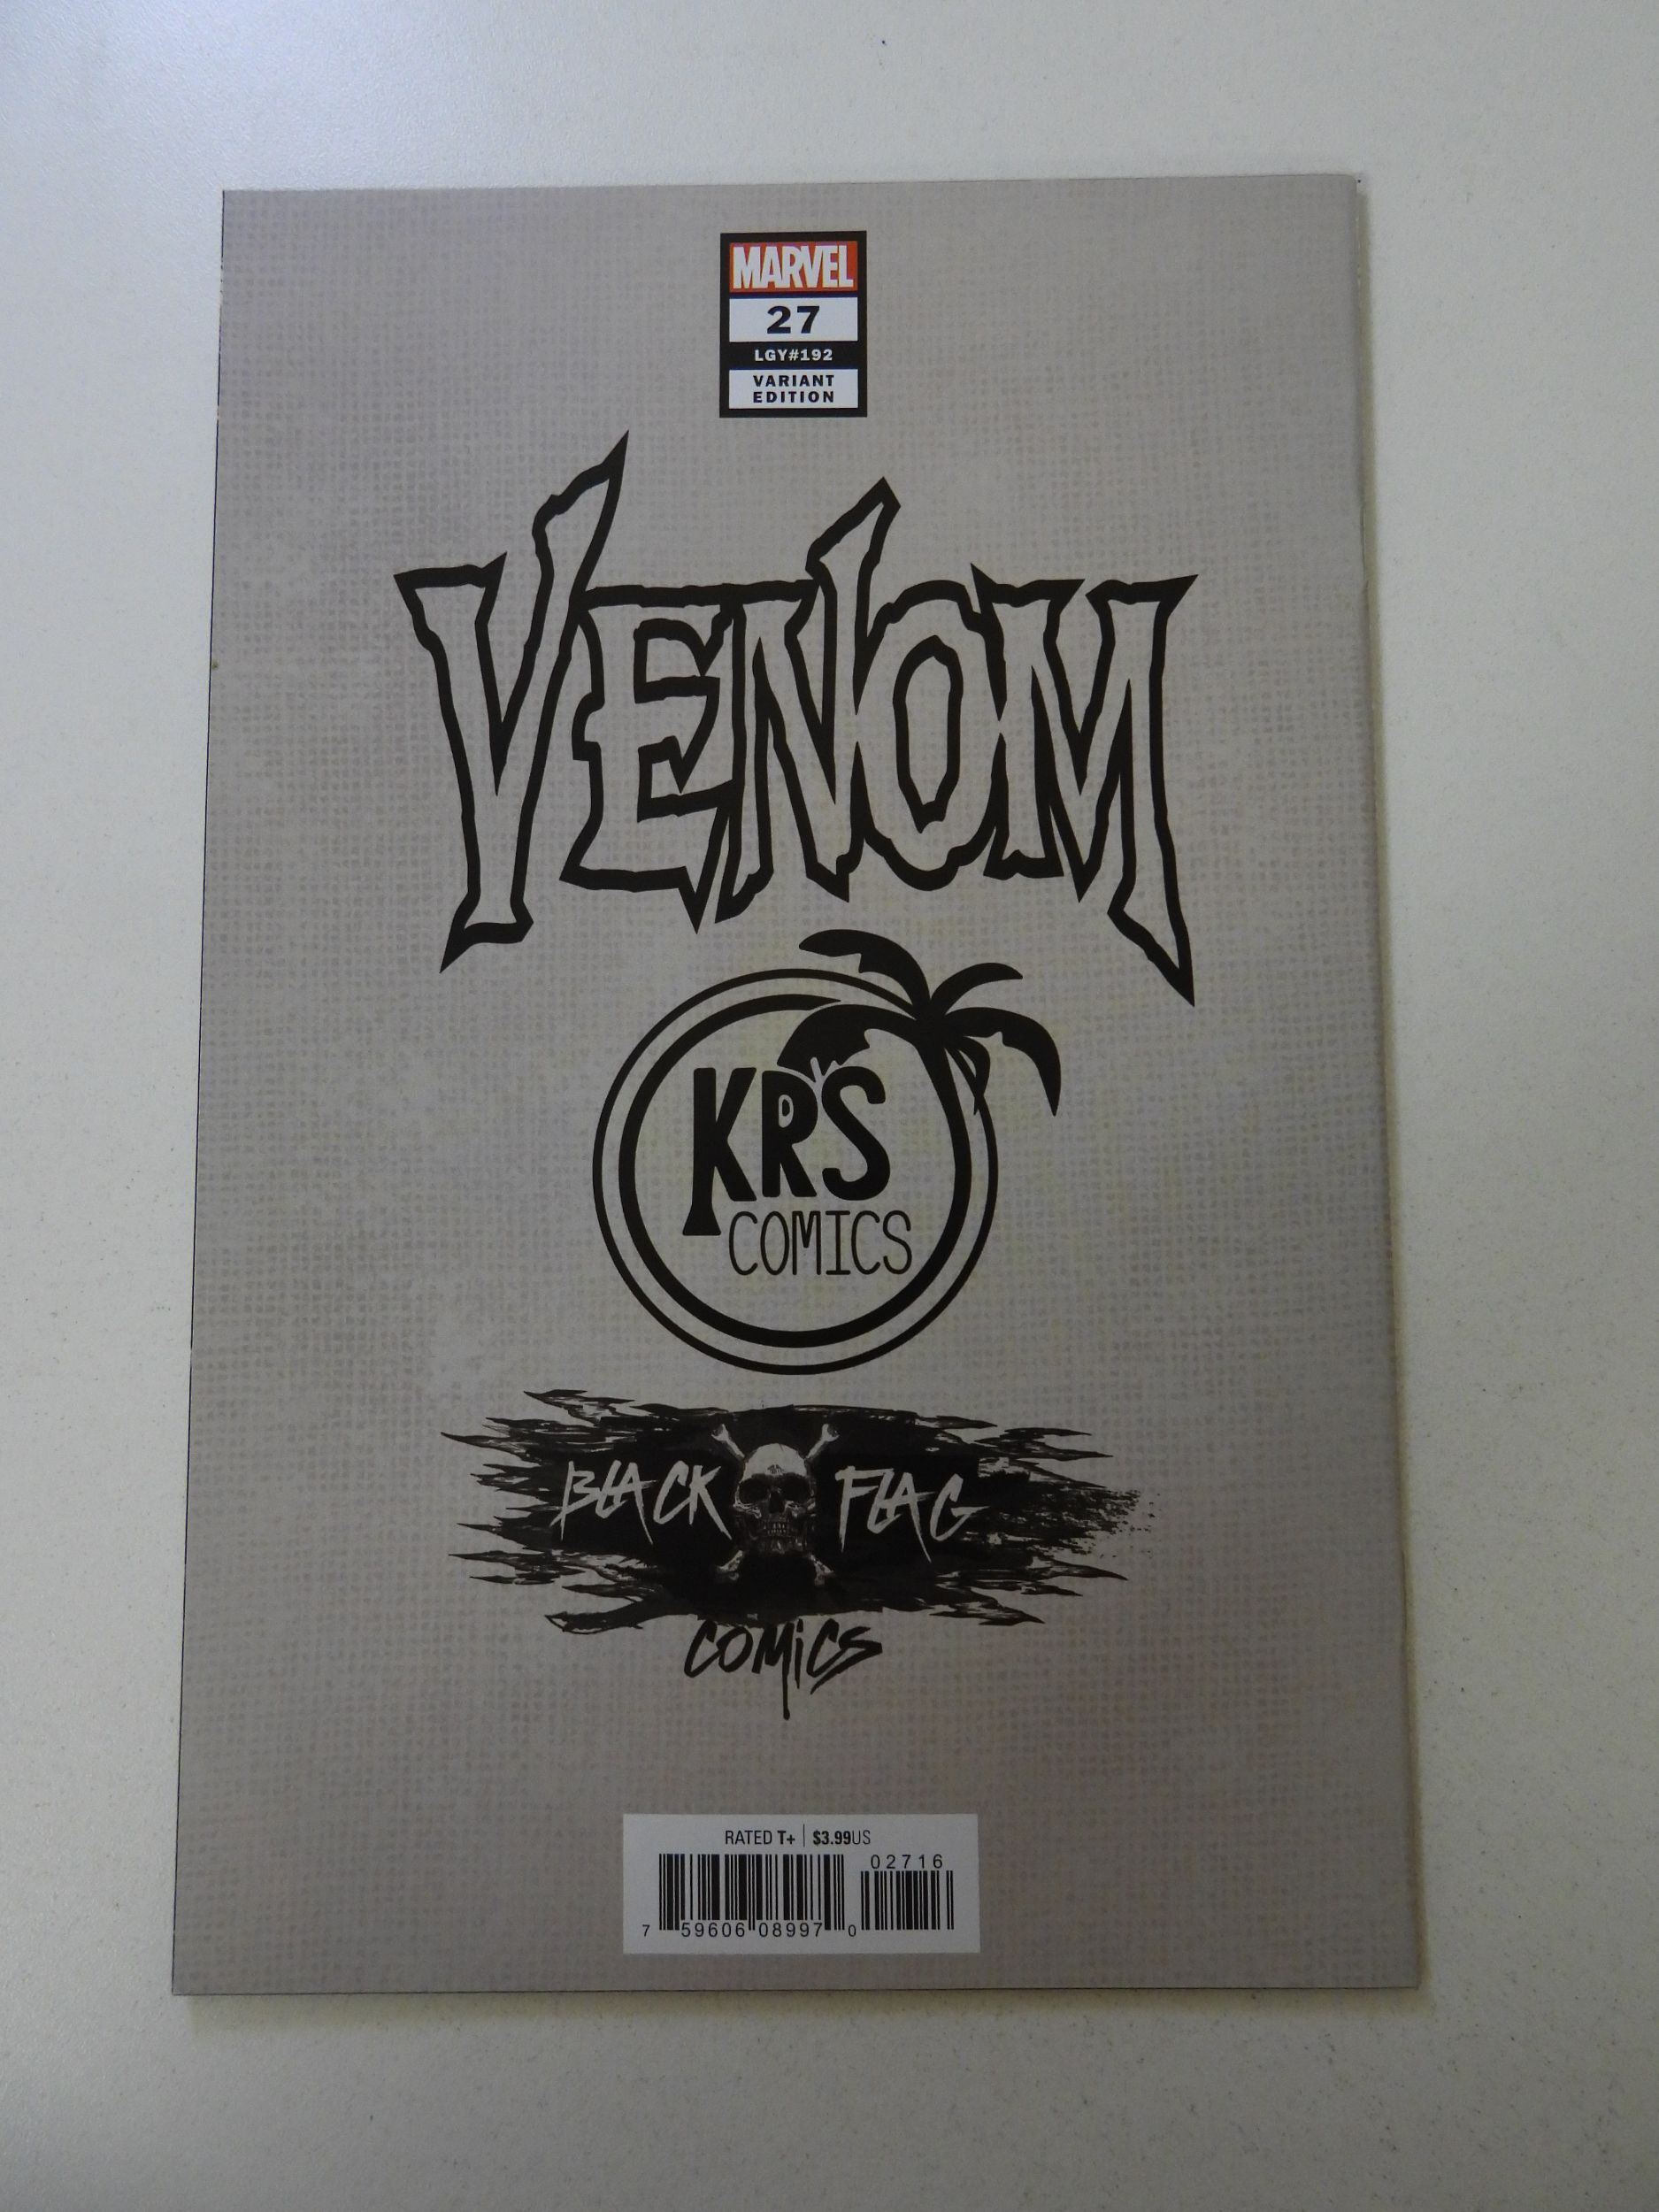 MARVEL
27
LGY#192
VARIANT
EDITION
VENOM
KRS
COMICS
BLACK FLAG
COMICS
RATED T+ $3.99US
02716
7 59606 08997 0